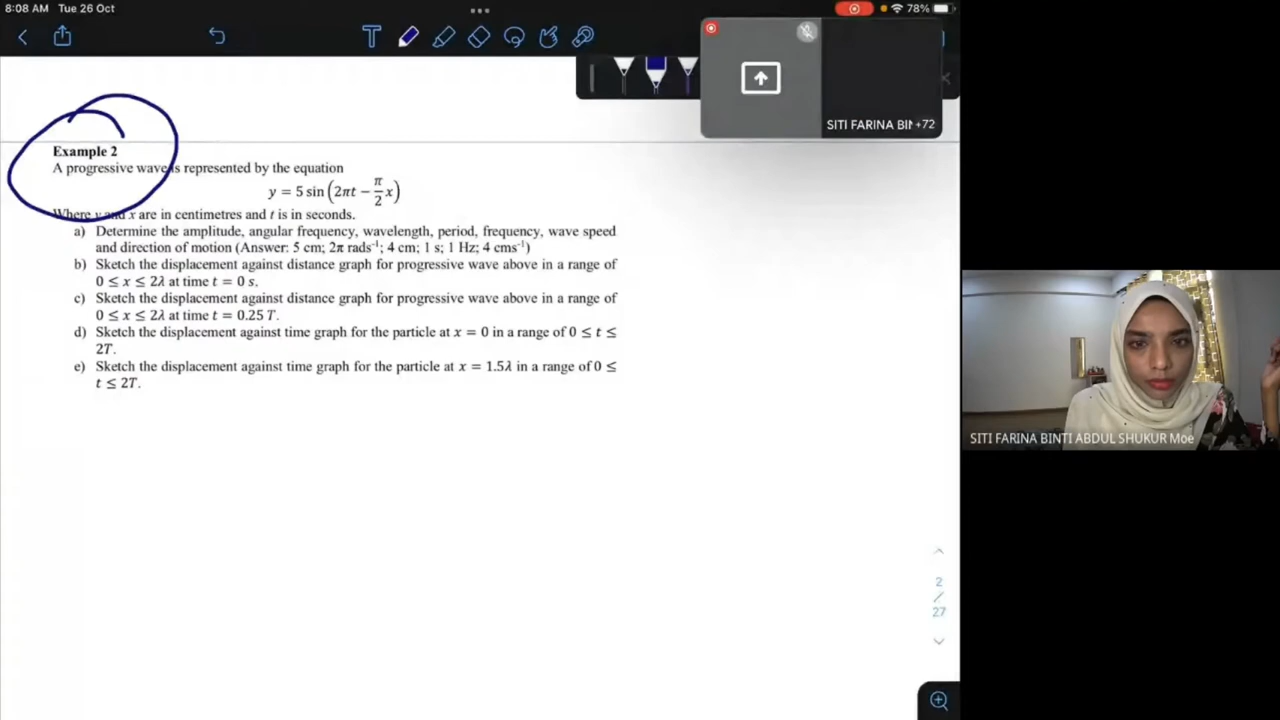 8:08 AM Tue 26 Oct
78%
T
SITI FARINA BIN +72
Example 2
A progressive wave is represented by the equation
y = 5 sin (2πt − π/2 x)
Where y and x are in centimetres and t is in seconds.
a) Determine the amplitude, angular frequency, wavelength, period, frequency, wave speed
and direction of motion (Answer: 5 cm; 2π rads⁻¹; 4 cm; 1 s; 1 Hz; 4 cms⁻¹)
b) Sketch the displacement against distance graph for progressive wave above in a range of
0 ≤ x ≤ 2λ at time t = 0 s.
c) Sketch the displacement against distance graph for progressive wave above in a range of
0 ≤ x ≤ 2λ at time t = 0.25 T.
d) Sketch the displacement against time graph for the particle at x = 0 in a range of 0 ≤ t ≤
2T.
e) Sketch the displacement against time graph for the particle at x = 1.5λ in a range of 0 ≤
t ≤ 2T.
SITI FARINA BINTI ABDUL SHUKUR Moe
2
/
27